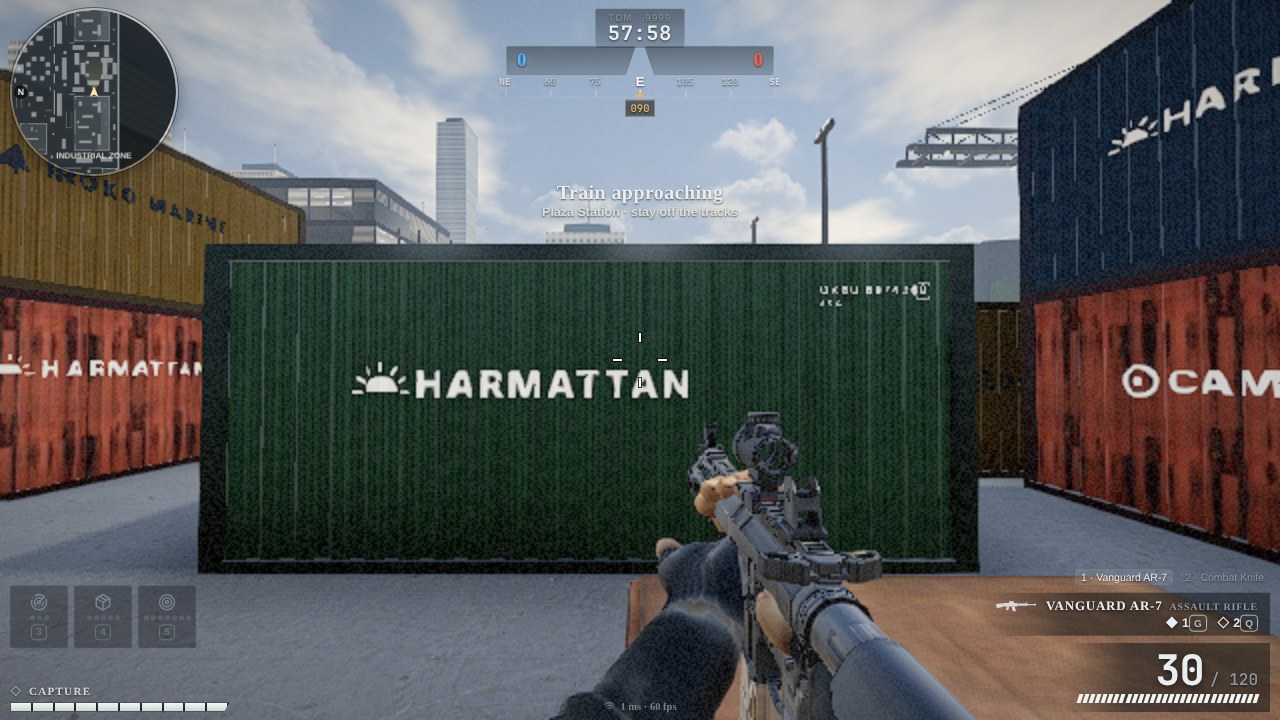 TDM · 9999
57:58
0
0
NE 60 75 E 105 120 SE
090
N
INDUSTRIAL ZONE
Train approaching
Plaza Station · stay off the tracks
HARMATTAN
HARMATTAN
CAM
1 · Vanguard AR-7 2 · Combat Knife
VANGUARD AR-7 ASSAULT RIFLE
1 G 2 Q
30 / 120
3 4 5
CAPTURE
1 ms · 60 fps